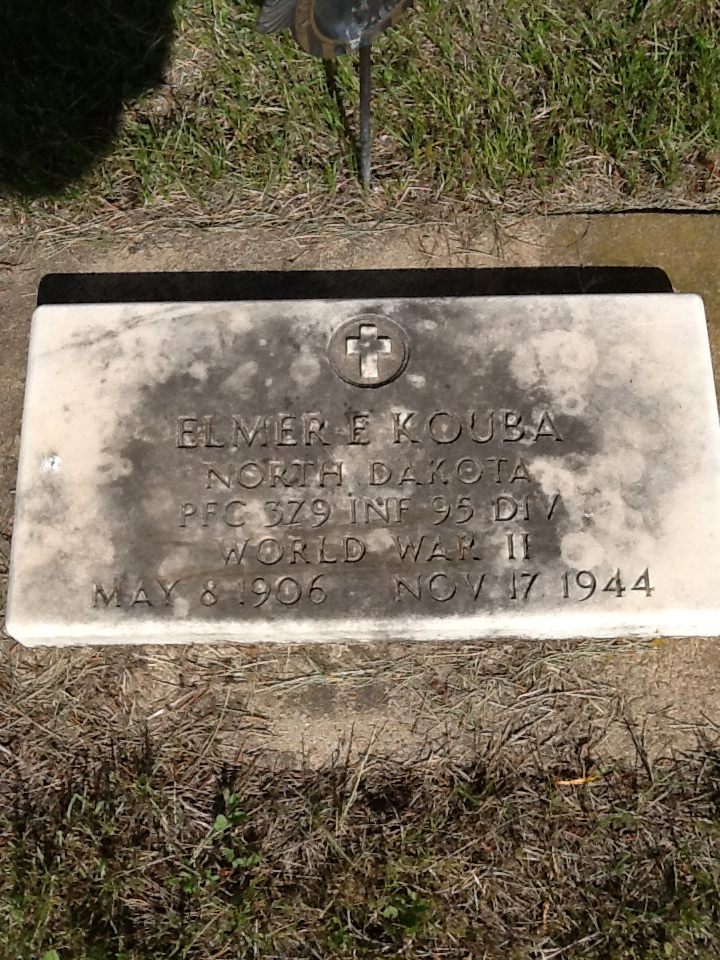 ELMER E KOUBA
NORTH DAKOTA
PFC 379 INF 95 DIV
WORLD WAR II
MAY 8 1906 NOV 17 1944